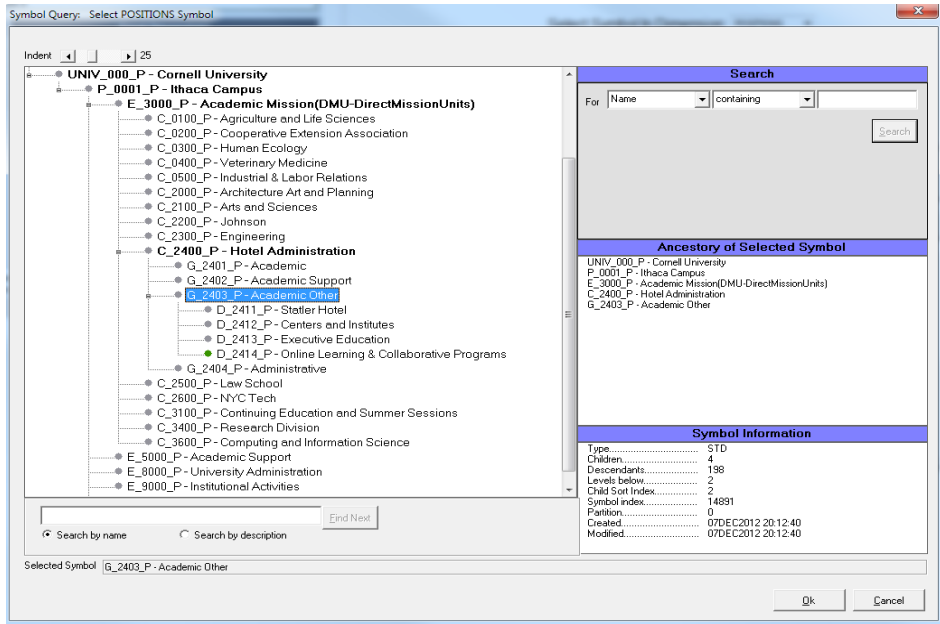 Symbol Query: Select POSITIONS Symbol
Indent 25
UNIV_000_P - Cornell University
P_0001_P - Ithaca Campus
E_3000_P - Academic Mission(DMU-DirectMissionUnits)
C_0100_P - Agriculture and Life Sciences
C_0200_P - Cooperative Extension Association
C_0300_P - Human Ecology
C_0400_P - Veterinary Medicine
C_0500_P - Industrial & Labor Relations
C_2000_P - Architecture Art and Planning
C_2100_P - Arts and Sciences
C_2200_P - Johnson
C_2300_P - Engineering
C_2400_P - Hotel Administration
G_2401_P - Academic
G_2402_P - Academic Support
G_2403_P - Academic Other
D_2411_P - Statler Hotel
D_2412_P - Centers and Institutes
D_2413_P - Executive Education
D_2414_P - Online Learning & Collaborative Programs
G_2404_P - Administrative
C_2500_P - Law School
C_2600_P - NYC Tech
C_3100_P - Continuing Education and Summer Sessions
C_3400_P - Research Division
C_3600_P - Computing and Information Science
E_5000_P - Academic Support
E_8000_P - University Administration
E_9000_P - Institutional Activities
Find Next
Search by name Search by description
Search
For Name containing
Search
Ancestory of Selected Symbol
UNIV_000_P - Cornell University
P_0001_P - Ithaca Campus
E_3000_P - Academic Mission(DMU-DirectMissionUnits)
C_2400_P - Hotel Administration
G_2403_P - Academic Other
Symbol Information
Type............................... STD
Children........................... 4
Descendants................... 198
Levels below.................... 2
Child Sort Index............... 2
Symbol index................... 14891
Partition........................... 0
Created........................... 07DEC2012 20:12:40
Modified.......................... 07DEC2012 20:12:40
Selected Symbol G_2403_P - Academic Other
Ok Cancel